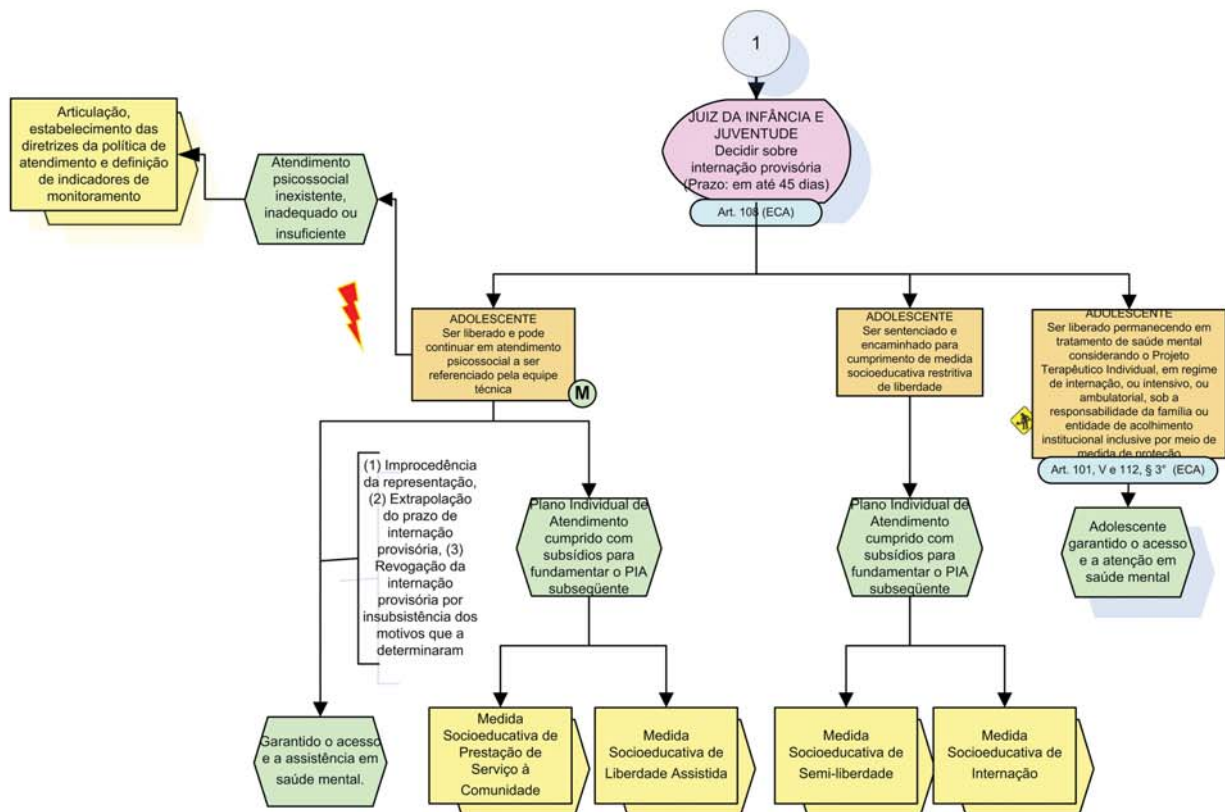 1
JUIZ DA INFÂNCIA E
JUVENTUDE
Decidir sobre
internação provisória
(Prazo: em até 45 dias)
Art. 108 (ECA)
Articulação,
estabelecimento das
diretrizes da política de
atendimento e definição
de indicadores de
monitoramento
Atendimento
psicossocial
inexistente,
inadequado ou
insuficiente
ADOLESCENTE
Ser liberado e pode
continuar em atendimento
psicossocial a ser
referenciado pela equipe
técnica
M
ADOLESCENTE
Ser sentenciado e
encaminhado para
cumprimento de medida
socioeducativa restritiva
de liberdade
ADOLESCENTE
Ser liberado permanecendo em
tratamento de saúde mental
considerando o Projeto
Terapêutico Individual, em regime
de internação, ou intensivo, ou
ambulatorial, sob a
responsabilidade da família ou
entidade de acolhimento
institucional inclusive por meio de
medida de proteção
Art. 101, V e 112, § 3° (ECA)
(1) Improcedência
da representação,
(2) Extrapolação
do prazo de
internação
provisória, (3)
Revogação da
internação
provisória por
insubsistência dos
motivos que a
determinaram
Plano Individual de
Atendimento
cumprido com
subsídios para
fundamentar o PIA
subseqüente
Plano Individual de
Atendimento
cumprido com
subsídios para
fundamentar o PIA
subseqüente
Adolescente
garantido o acesso
e a atenção em
saúde mental
Garantido o acesso
e a assistência em
saúde mental.
Medida
Socioeducativa de
Prestação de
Serviço à
Comunidade
Medida
Socioeducativa de
Liberdade Assistida
Medida
Socioeducativa de
Semi-liberdade
Medida
Socioeducativa de
Internação